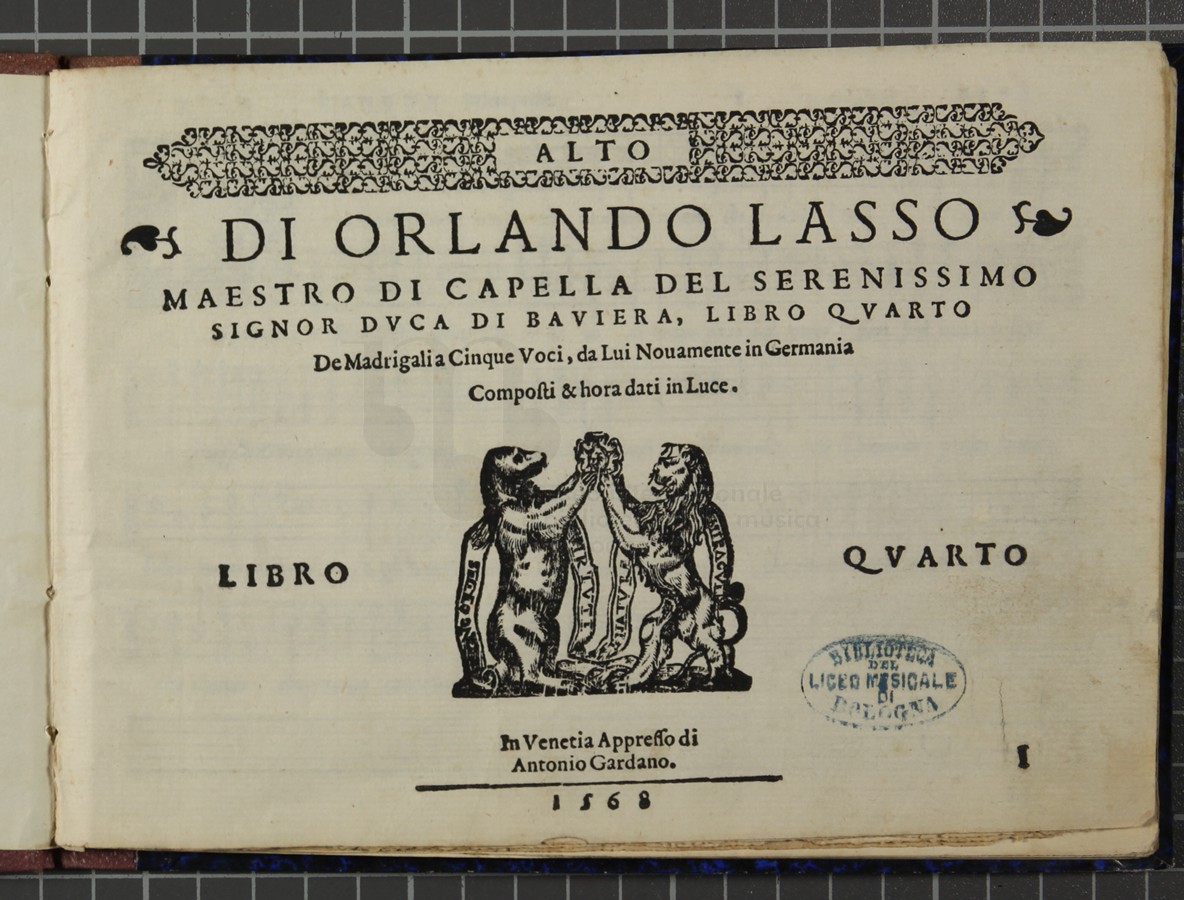 ALTO
DI ORLANDO LASSO
MAESTRO DI CAPELLA DEL SERENISSIMO
SIGNOR DVCA DI BAVIERA, LIBRO QVARTO
De Madrigali a Cinque Voci, da Lui Nouamente in Germania
Compoſti & hora dati in Luce.
LIBRO
QVARTO
VIRTUTI
BIBLIOTECA
DEL
LICEO MUSICALE
DI
BOLOGNA
In Venetia Appreſſo di
Antonio Gardano.
I
1568